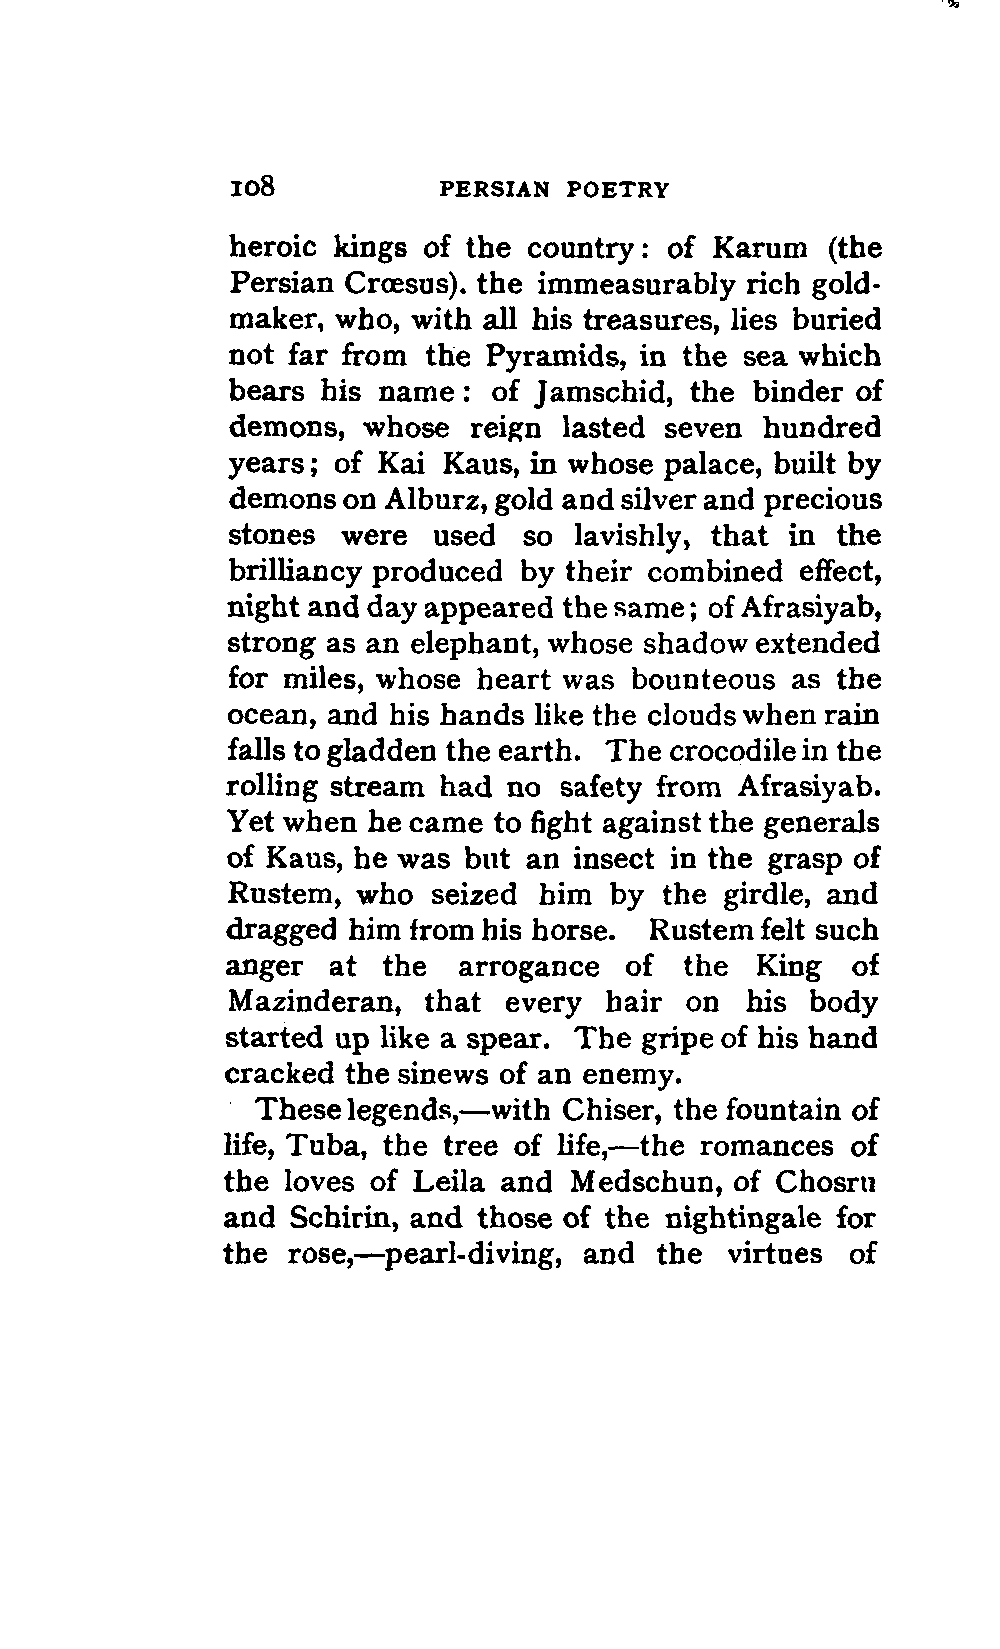 108 PERSIAN POETRY
heroic kings of the country: of Karum (the
Persian Crœsus). the immeasurably rich gold-
maker, who, with all his treasures, lies buried
not far from the Pyramids, in the sea which
bears his name: of Jamschid, the binder of
demons, whose reign lasted seven hundred
years; of Kai Kaus, in whose palace, built by
demons on Alburz, gold and silver and precious
stones were used so lavishly, that in the
brilliancy produced by their combined effect,
night and day appeared the same; of Afrasiyab,
strong as an elephant, whose shadow extended
for miles, whose heart was bounteous as the
ocean, and his hands like the clouds when rain
falls to gladden the earth. The crocodile in the
rolling stream had no safety from Afrasiyab.
Yet when he came to fight against the generals
of Kaus, he was but an insect in the grasp of
Rustem, who seized him by the girdle, and
dragged him from his horse. Rustem felt such
anger at the arrogance of the King of
Mazinderan, that every hair on his body
started up like a spear. The gripe of his hand
cracked the sinews of an enemy.
These legends,—with Chiser, the fountain of
life, Tuba, the tree of life,—the romances of
the loves of Leila and Medschun, of Chosru
and Schirin, and those of the nightingale for
the rose,—pearl-diving, and the virtues of